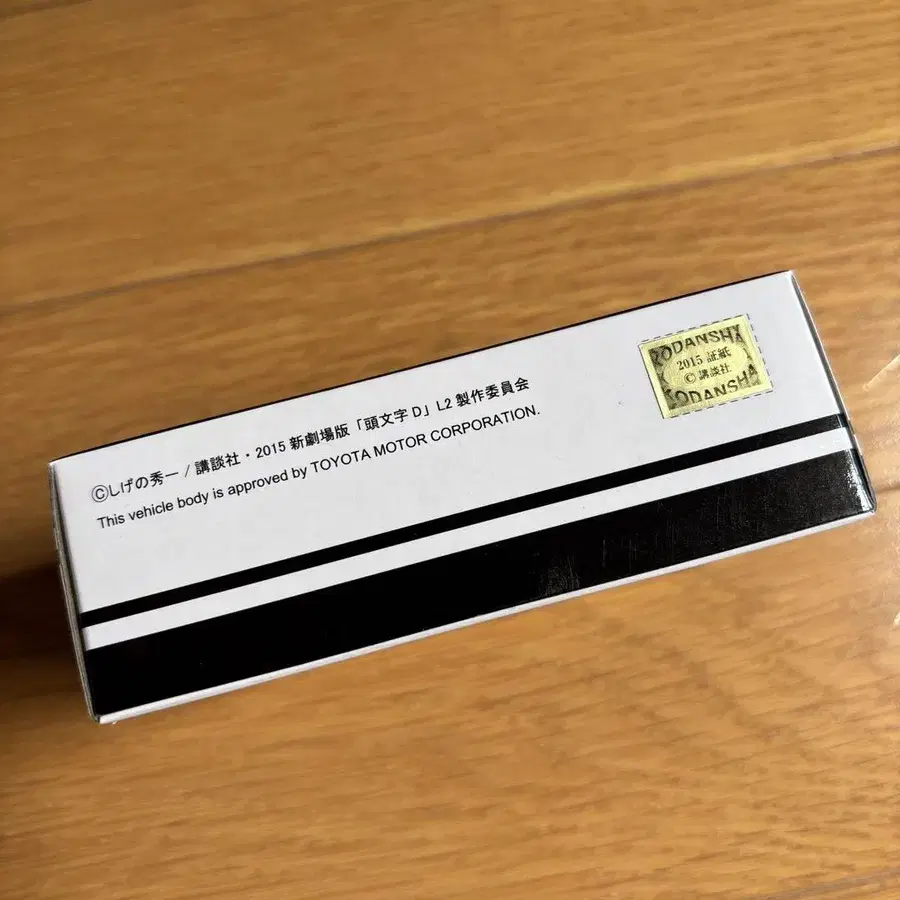 ©しげの秀一 / 講談社・2015 新劇場版「頭文字 D」L2 製作委員会
This vehicle body is approved by TOYOTA MOTOR CORPORATION.
KODANSHA
2015 証紙
©講談社
KODANSHA